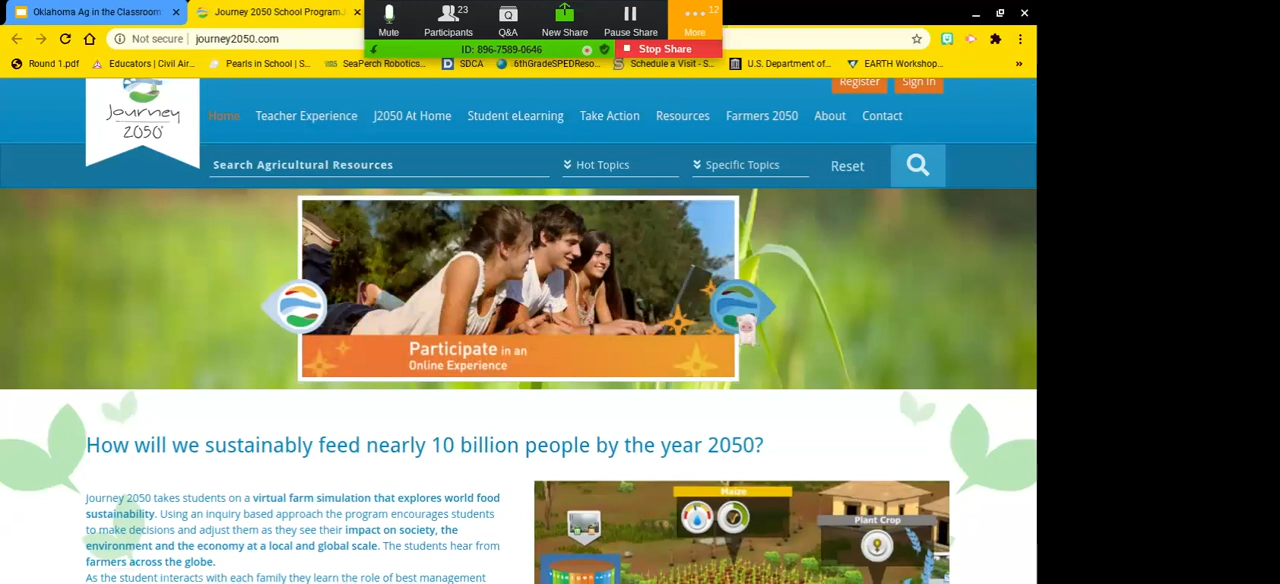 Oklahoma Ag in the Classroom
Journey 2050 School Program
Mute
Participants 23
Q&A
New Share
Pause Share
More 12
ID: 896-7589-0646
Stop Share
Not secure
journey2050.com
Round 1.pdf
Educators | Civil Air...
Pearls in School | S...
SeaPerch Robotics...
SDCA
6thGradeSPEDReso...
Schedule a Visit - S...
U.S. Department of...
EARTH Workshop...
»
Register
Sign In
Journey
2050
Home
Teacher Experience
J2050 At Home
Student eLearning
Take Action
Resources
Farmers 2050
About
Contact
Search Agricultural Resources
Hot Topics
Specific Topics
Reset
Participate in an
Online Experience
How will we sustainably feed nearly 10 billion people by the year 2050?
Journey 2050 takes students on a virtual farm simulation that explores world food
sustainability. Using an inquiry based approach the program encourages students
to make decisions and adjust them as they see their impact on society, the
environment and the economy at a local and global scale. The students hear from
farmers across the globe.
As the student interacts with each family they learn the role of best management
Maize
Plant Crop